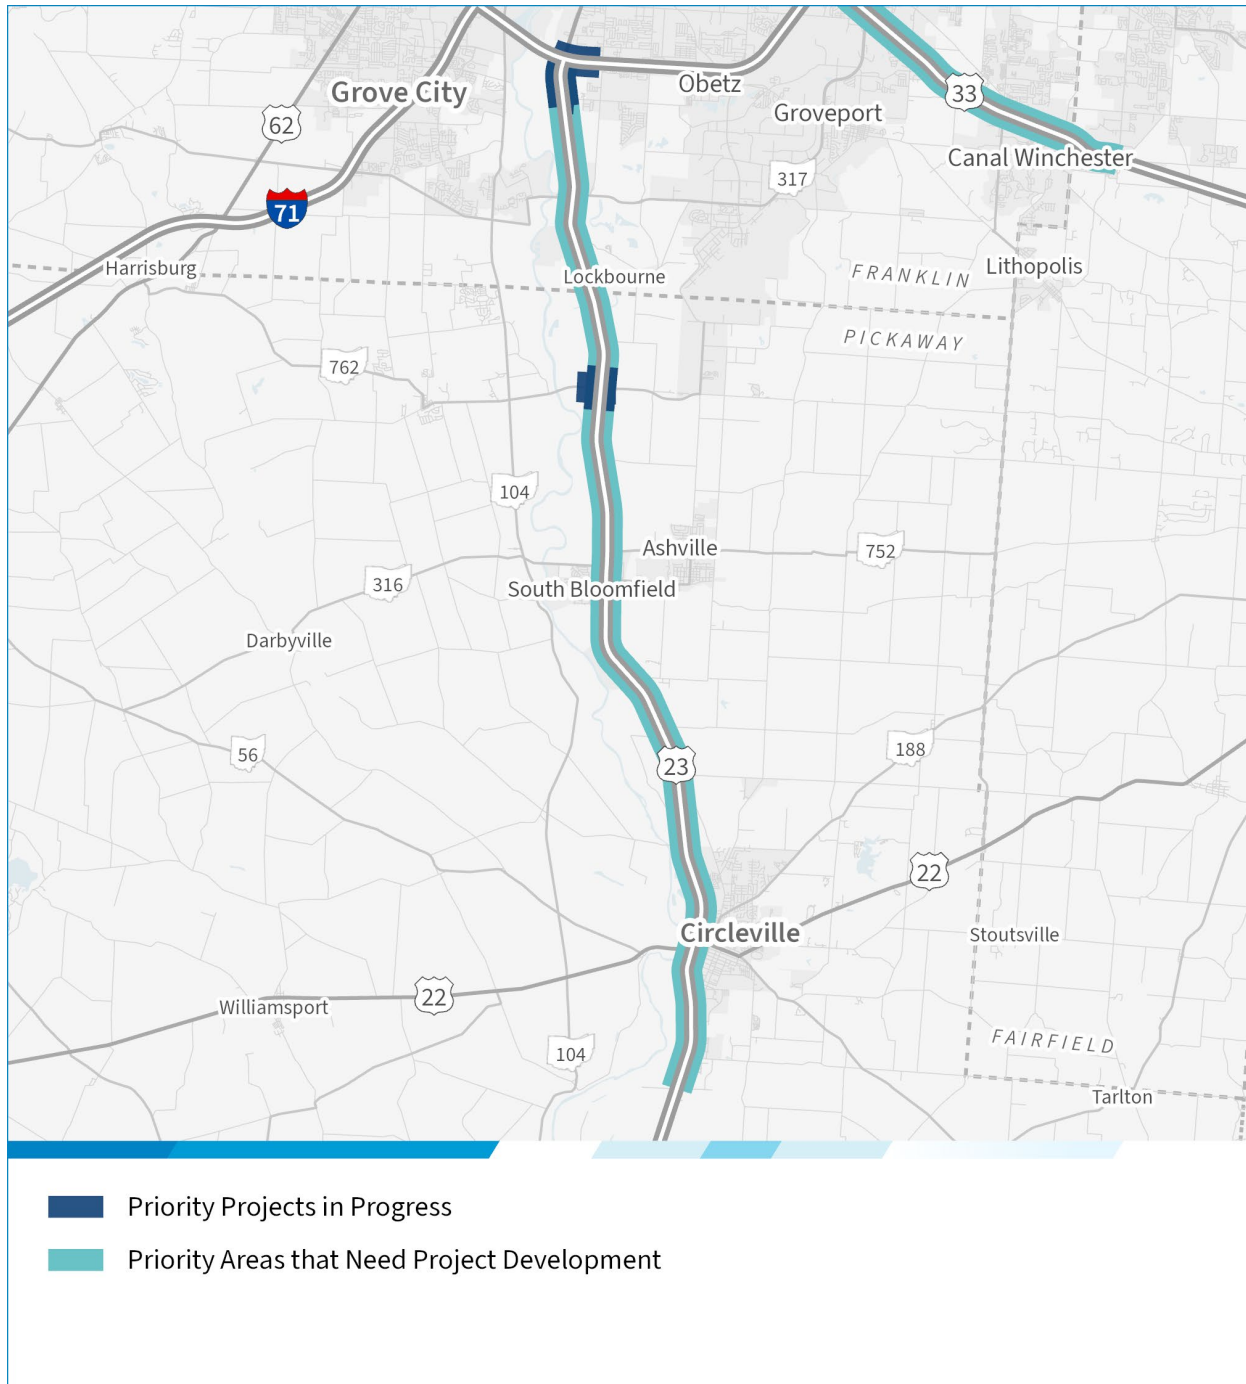 33
Grove City
Obetz
Groveport
62
Canal Winchester
317
71
Harrisburg
Lockbourne
FRANKLIN
Lithopolis
PICKAWAY
762
104
Ashville
752
316
South Bloomfield
Darbyville
56
23
188
22
Circleville
Stoutsville
22
Williamsport
104
FAIRFIELD
Tarlton
Priority Projects in Progress
Priority Areas that Need Project Development